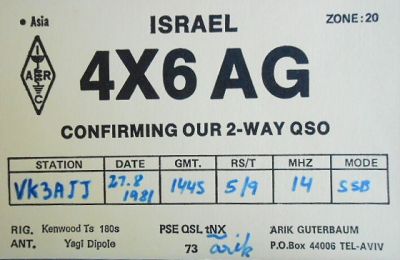 • Asia ISRAEL ZONE: 20
I A R C
4X6 AG
CONFIRMING OUR 2-WAY QSO
STATION DATE GMT. RS/T MHZ MODE
VK3AJJ 27.8 1981 1445 5/9 14 SSB
RIG. Kenwood Ts 180s PSE QSL tNX ARIK GUTERBAUM
ANT. Yagi Dipole 73 arik P.O.Box 44006 TEL-AVIV